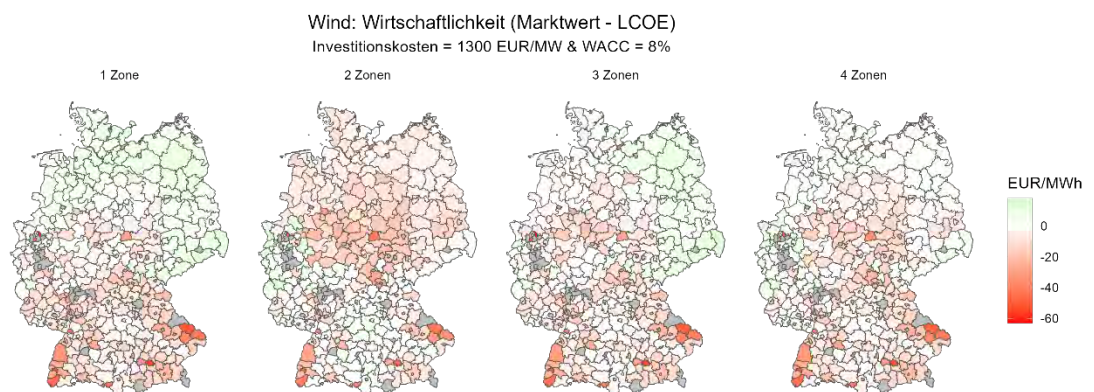 Wind: Wirtschaftlichkeit (Marktwert - LCOE)
Investitionskosten = 1300 EUR/MW & WACC = 8%
1 Zone
2 Zonen
3 Zonen
4 Zonen
EUR/MWh
0
-20
-40
-60